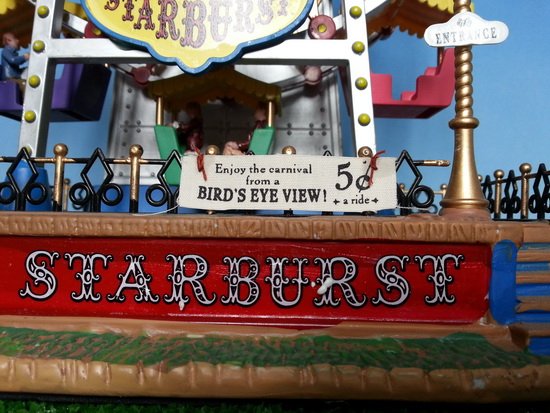 STARBURST
ENTRANCE
Enjoy the carnival
from a
BIRD'S EYE VIEW!
5¢
a ride
STARBURST